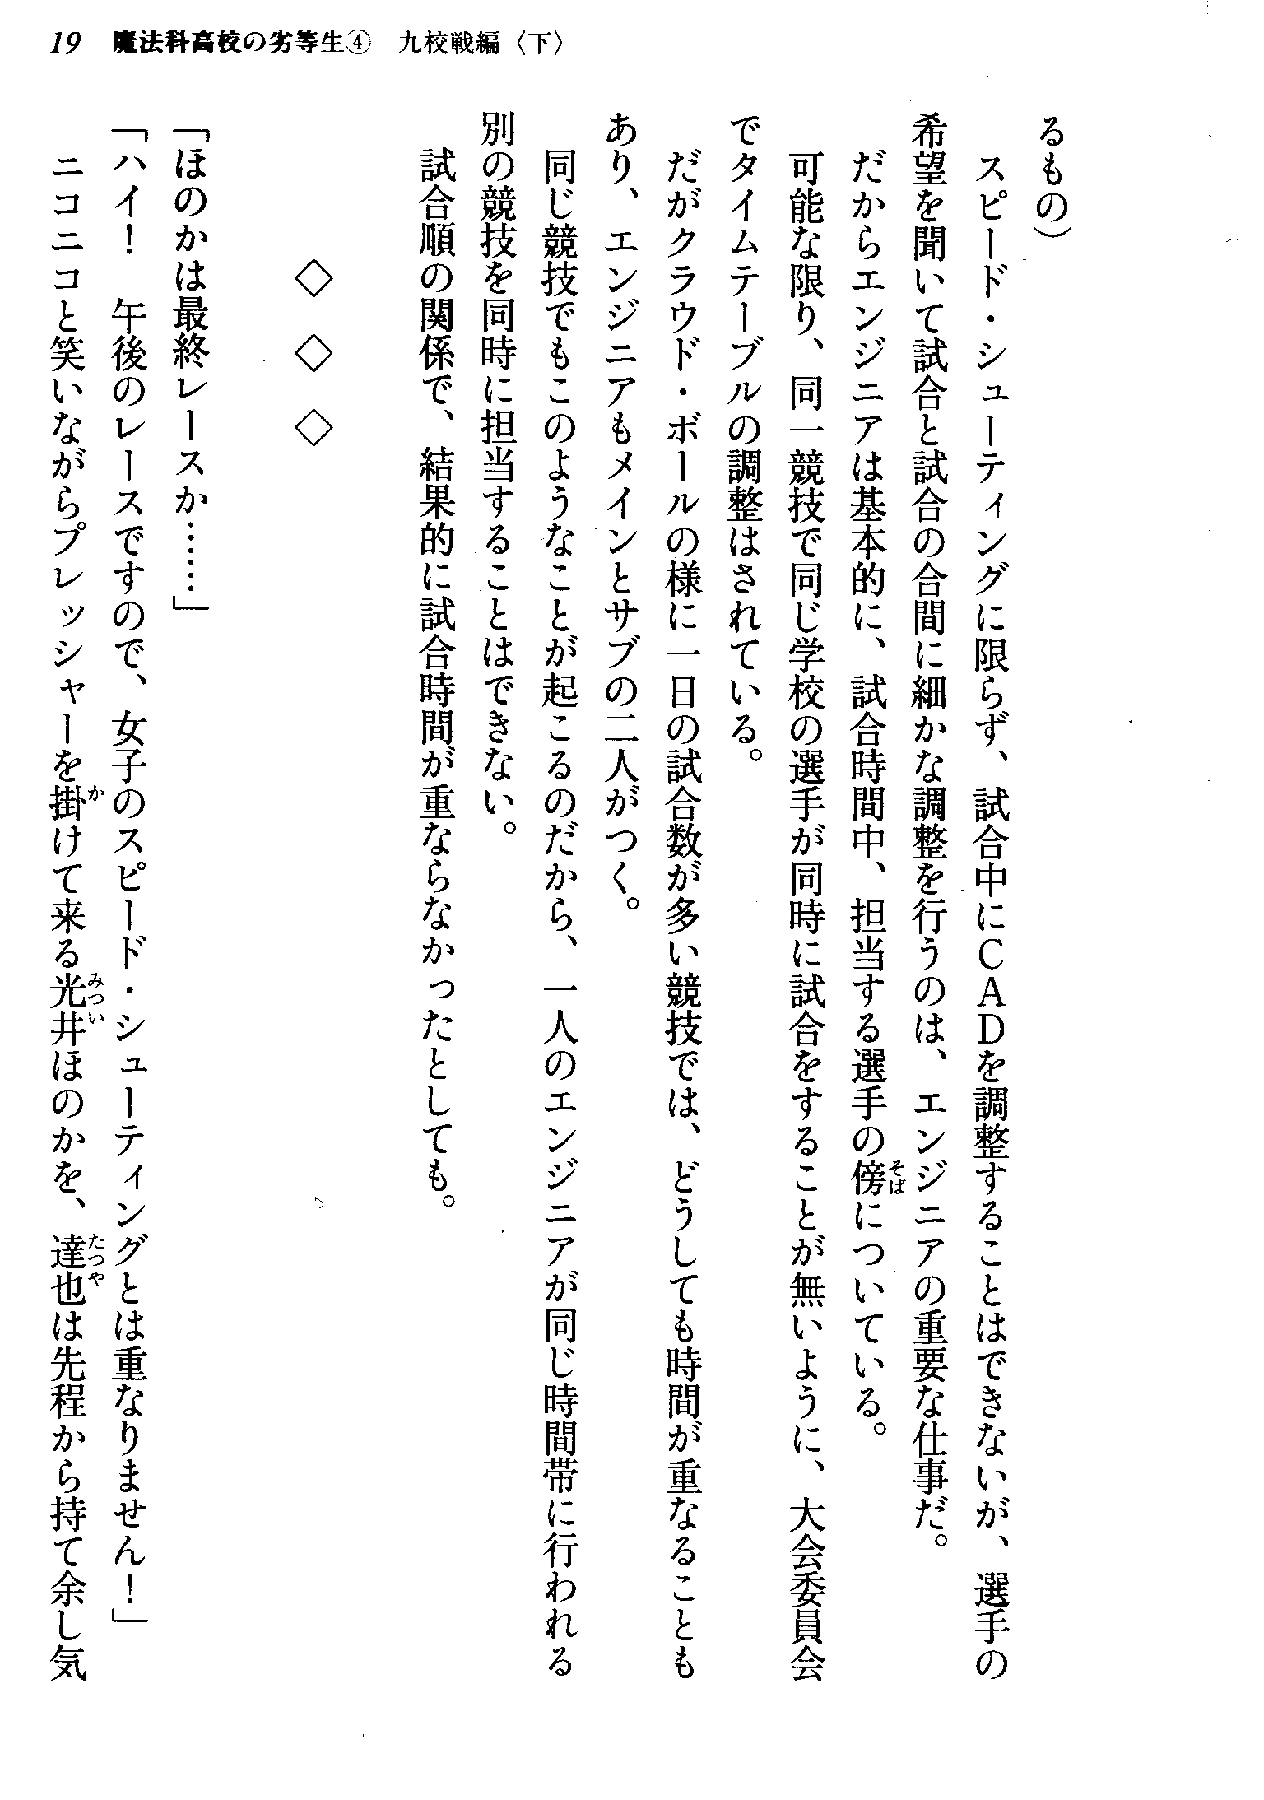 19 魔法科高校の劣等生④ 九校戦編〈下〉
るもの）
　スピード・シューティングに限らず、試合中にＣＡＤを調整することはできないが、選手の
希望を聞いて試合と試合の合間に細かな調整を行うのは、エンジニアの重要な仕事だ。
　だからエンジニアは基本的に、試合時間中、担当する選手の傍についている。
　可能な限り、同一競技で同じ学校の選手が同時に試合をすることが無いように、大会委員会
でタイムテーブルの調整はされている。
　だがクラウド・ボールの様に一日の試合数が多い競技では、どうしても時間が重なることも
あり、エンジニアもメインとサブの二人がつく。
　同じ競技でもこのようなことが起こるのだから、一人のエンジニアが同じ時間帯に行われる
別の競技を同時に担当することはできない。
　試合順の関係で、結果的に試合時間が重ならなかったとしても。
◇　◇　◇
「ほのかは最終レースか……」
「ハイ！　午後のレースですので、女子のスピード・シューティングとは重なりません！」
　ニコニコと笑いながらプレッシャーを掛けて来る光井ほのかを、達也は先程から持て余し気